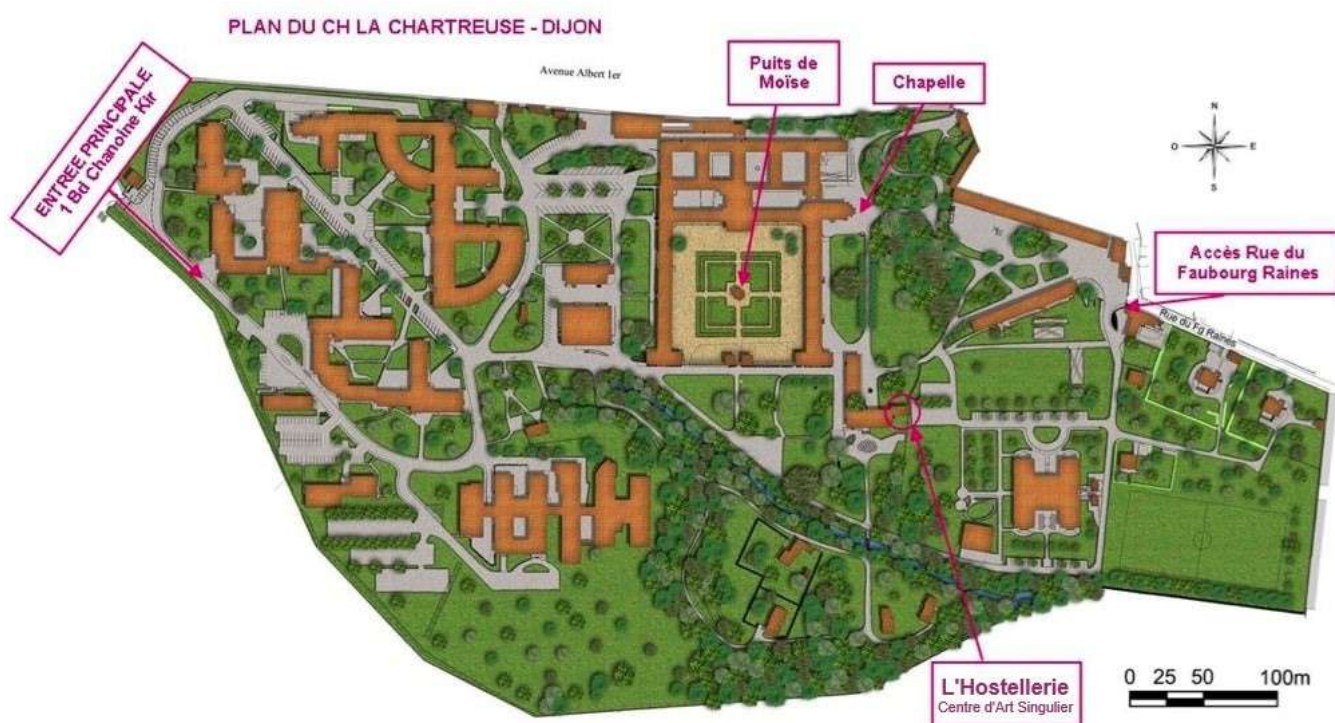 PLAN DU CH LA CHARTREUSE - DIJON
Avenue Albert 1er
ENTREE PRINCIPALE
1 Bd Chanoine Kir
Puits de
Moïse
Chapelle
N
O
E
S
Accès Rue du
Faubourg Raines
Rue du Fg Raines
L'Hostellerie
Centre d'Art Singulier
0 25 50 100m